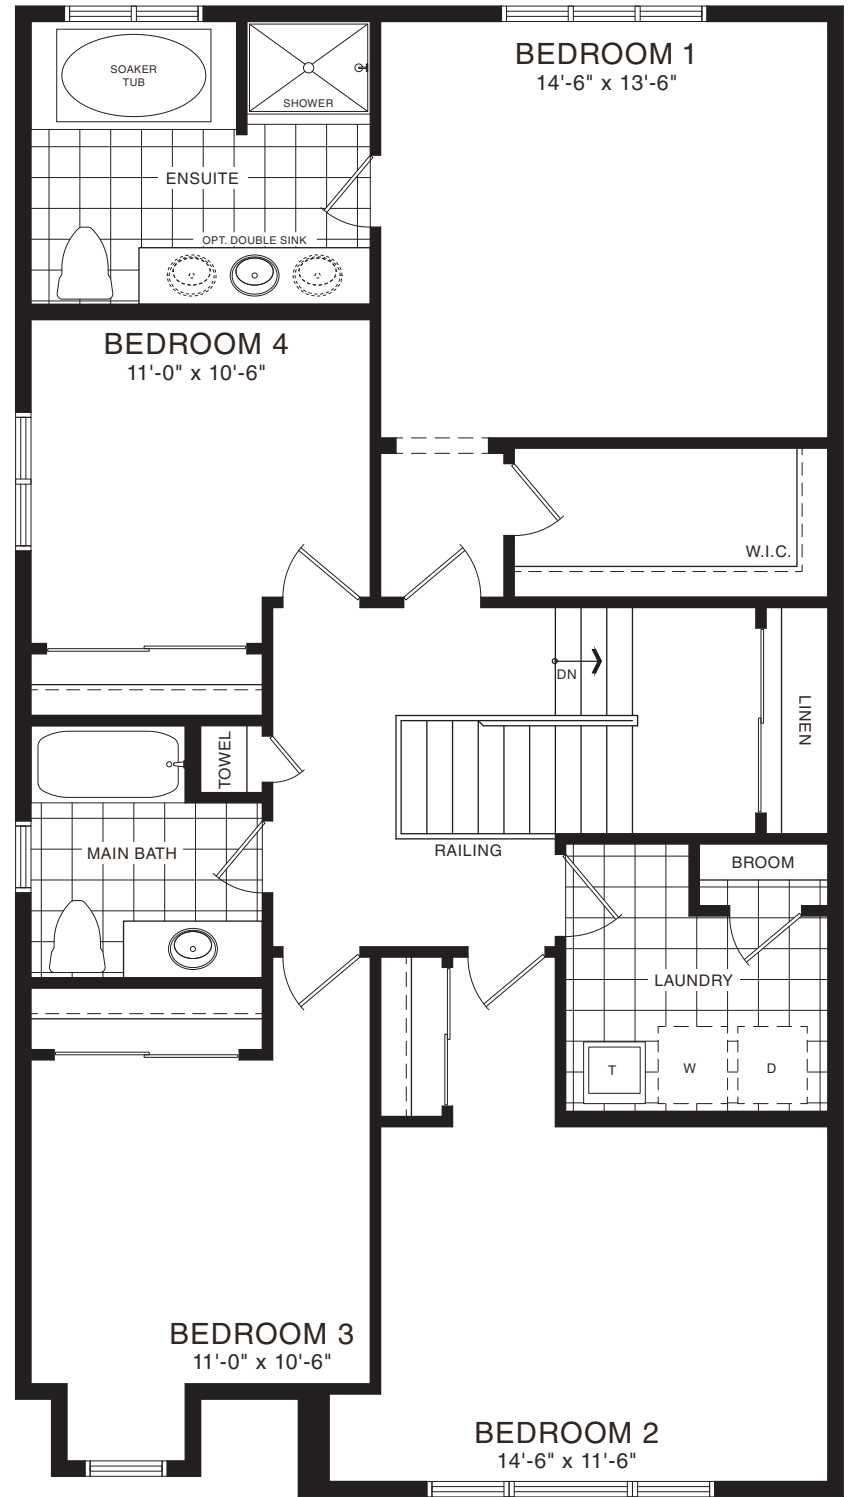 BEDROOM 1
14'-6" x 13'-6"
SOAKER
TUB
SHOWER
ENSUITE
OPT. DOUBLE SINK
BEDROOM 4
11'-0" x 10'-6"
W.I.C.
DN
LINEN
TOWEL
MAIN BATH
RAILING
BROOM
LAUNDRY
T
W
D
BEDROOM 3
11'-0" x 10'-6"
BEDROOM 2
14'-6" x 11'-6"